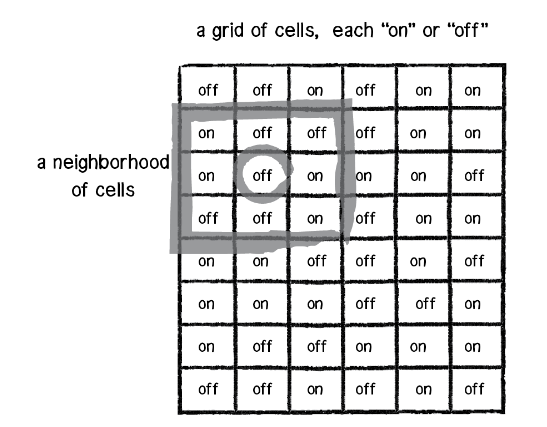 a grid of cells, each “on” or “off”
off off on off on on
on off off off on on
a neighborhood
of cells
on off on on on off
off off on off on on
on on off off on off
on on on off off on
on off off on on on
off off on off on off